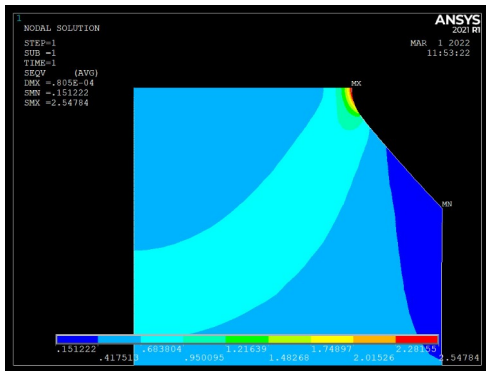 1
NODAL SOLUTION
STEP=1
SUB =1
TIME=1
SEQV (AVG)
DMX =.805E-04
SMN =.151222
SMX =2.54784
ANSYS
2021 R1
MAR 1 2022
11:53:22
MX
MN
.151222 .683804 1.21639 1.74897 2.28155
.417513 .950095 1.48268 2.01526 2.54784